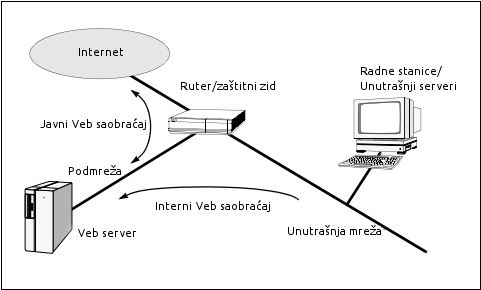 Internet
Ruter/zaštitni zid
Radne stanice/
Unutrašnji serveri
Javni Veb saobraćaj
Podmreža
Interni Veb saobraćaj
Veb server
Unutrašnja mreža